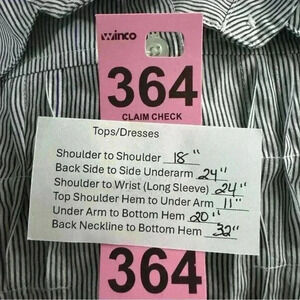 Winco
364
CLAIM CHECK
Tops/Dresses
Shoulder to Shoulder 18"
Back Side to Side Underarm 24"
Shoulder to Wrist (Long Sleeve) 24"
Top Shoulder Hem to Under Arm 11"
Under Arm to Bottom Hem 20"
Back Neckline to Bottom Hem 32"
364